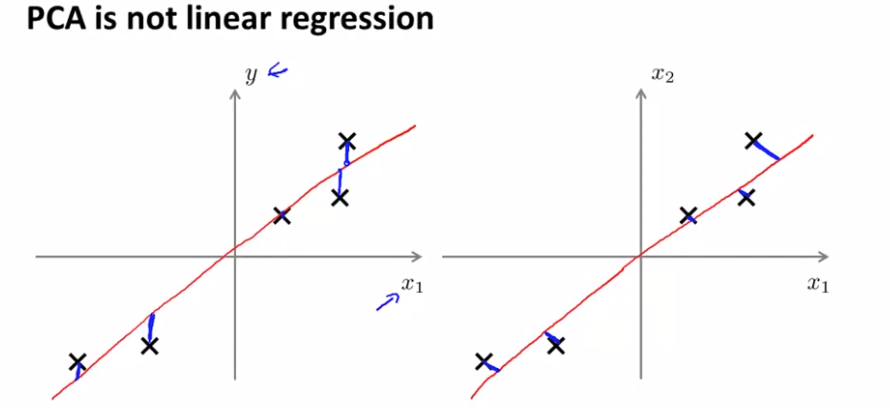 PCA is not linear regression
y
x₂
x₁
x₁